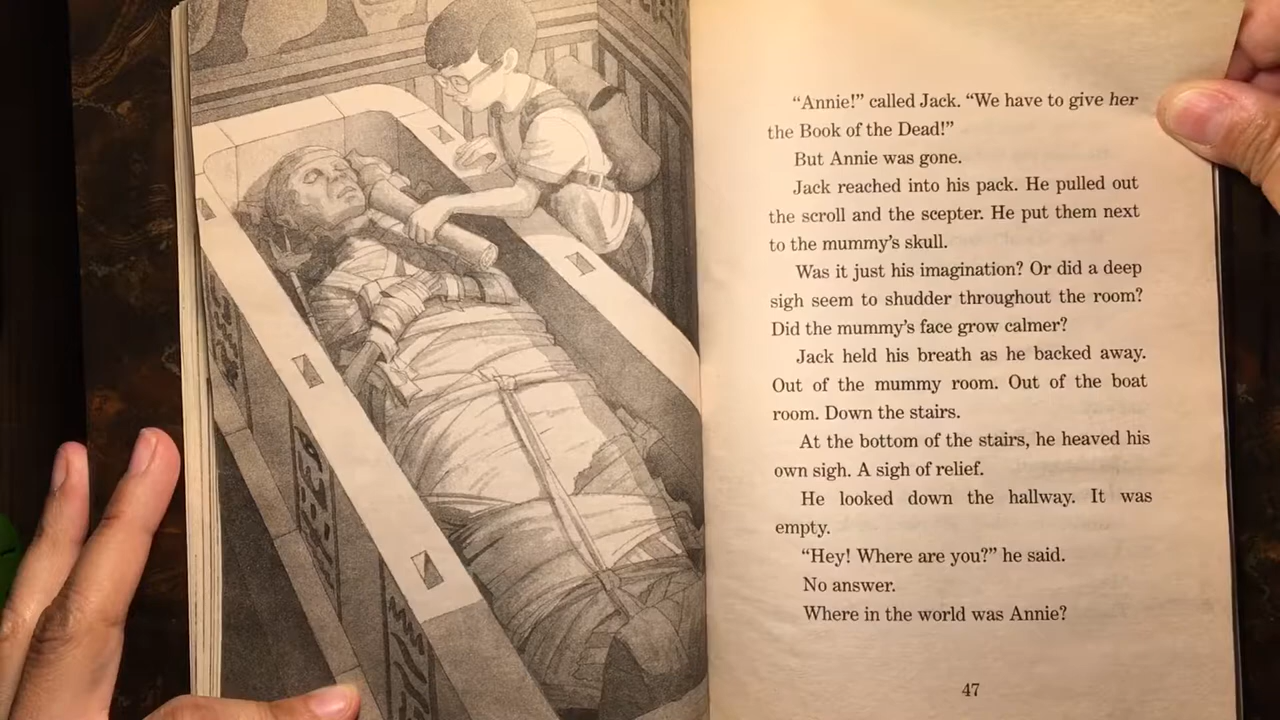 “Annie!” called Jack. “We have to give her
the Book of the Dead!”
But Annie was gone.
Jack reached into his pack. He pulled out
the scroll and the scepter. He put them next
to the mummy’s skull.
Was it just his imagination? Or did a deep
sigh seem to shudder throughout the room?
Did the mummy’s face grow calmer?
Jack held his breath as he backed away.
Out of the mummy room. Out of the boat
room. Down the stairs.
At the bottom of the stairs, he heaved his
own sigh. A sigh of relief.
He looked down the hallway. It was
empty.
“Hey! Where are you?” he said.
No answer.
Where in the world was Annie?
47